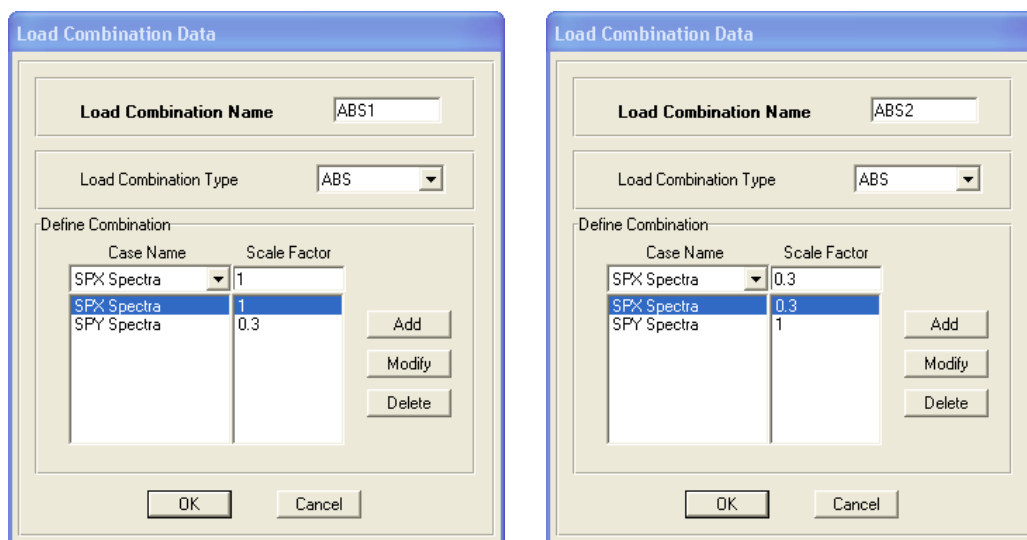 Load Combination Data
Load Combination Name ABS1
Load Combination Type ABS
Define Combination
Case Name Scale Factor
SPX Spectra 1
SPX Spectra 1
SPY Spectra 0.3
Add
Modify
Delete
OK Cancel
Load Combination Data
Load Combination Name ABS2
Load Combination Type ABS
Define Combination
Case Name Scale Factor
SPX Spectra 0.3
SPX Spectra 0.3
SPY Spectra 1
Add
Modify
Delete
OK Cancel